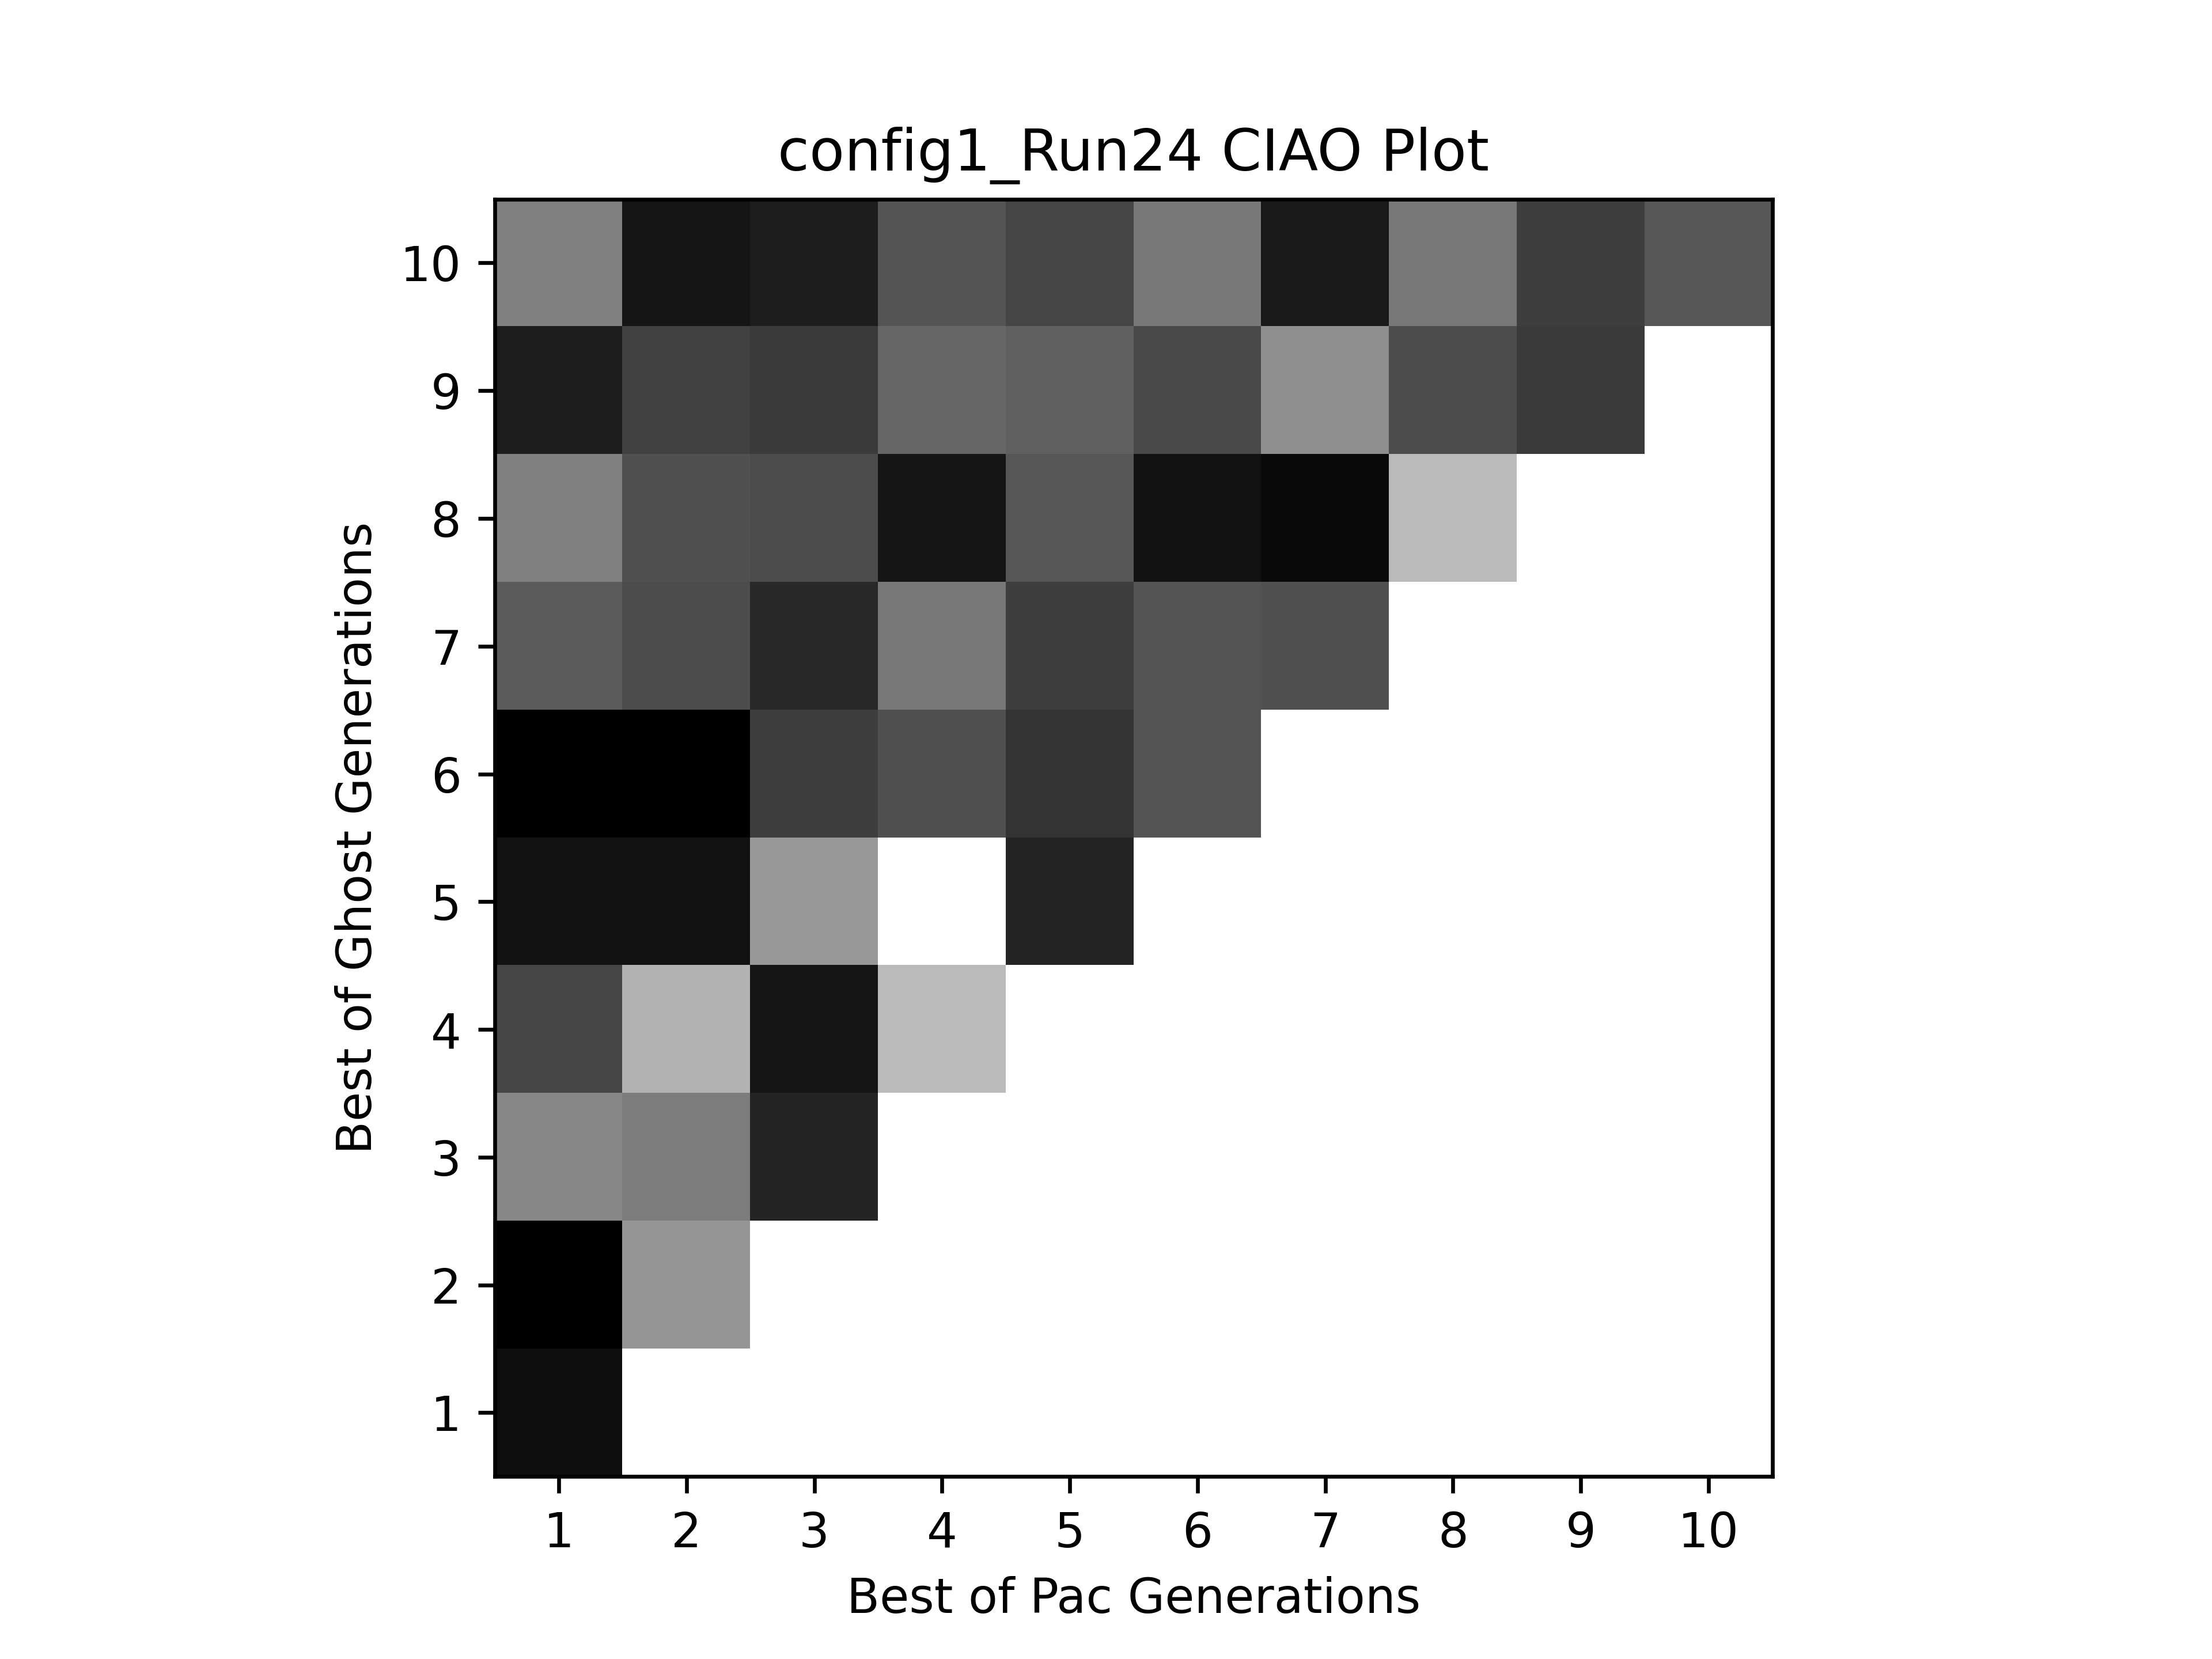 config1_Run24 CIAO Plot
10
9
8
7
6
5
4
3
2
1
Best of Ghost Generations
1 2 3 4 5 6 7 8 9 10
Best of Pac Generations